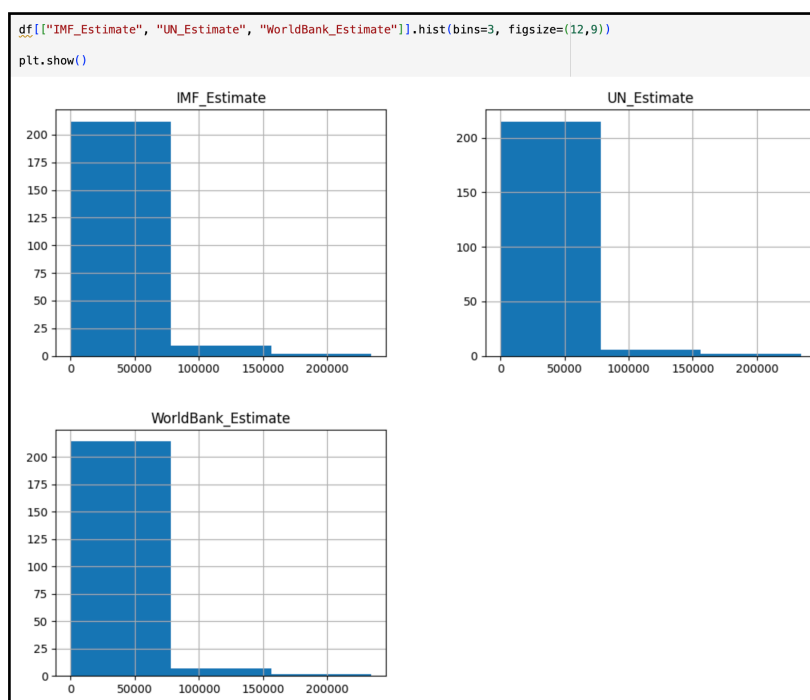 df[["IMF_Estimate", "UN_Estimate", "WorldBank_Estimate"]].hist(bins=3, figsize=(12,9))
plt.show()
IMF_Estimate
200
175
150
125
100
75
50
25
0
0 50000 100000 150000 200000
UN_Estimate
200
150
100
50
0
0 50000 100000 150000 200000
WorldBank_Estimate
200
175
150
125
100
75
50
25
0
0 50000 100000 150000 200000